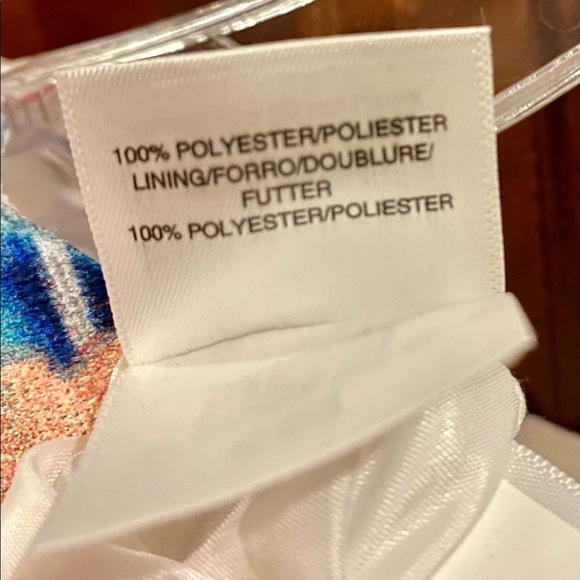 100% POLYESTER/POLIESTER
LINING/FORRO/DOUBLURE/
FUTTER
100% POLYESTER/POLIESTER